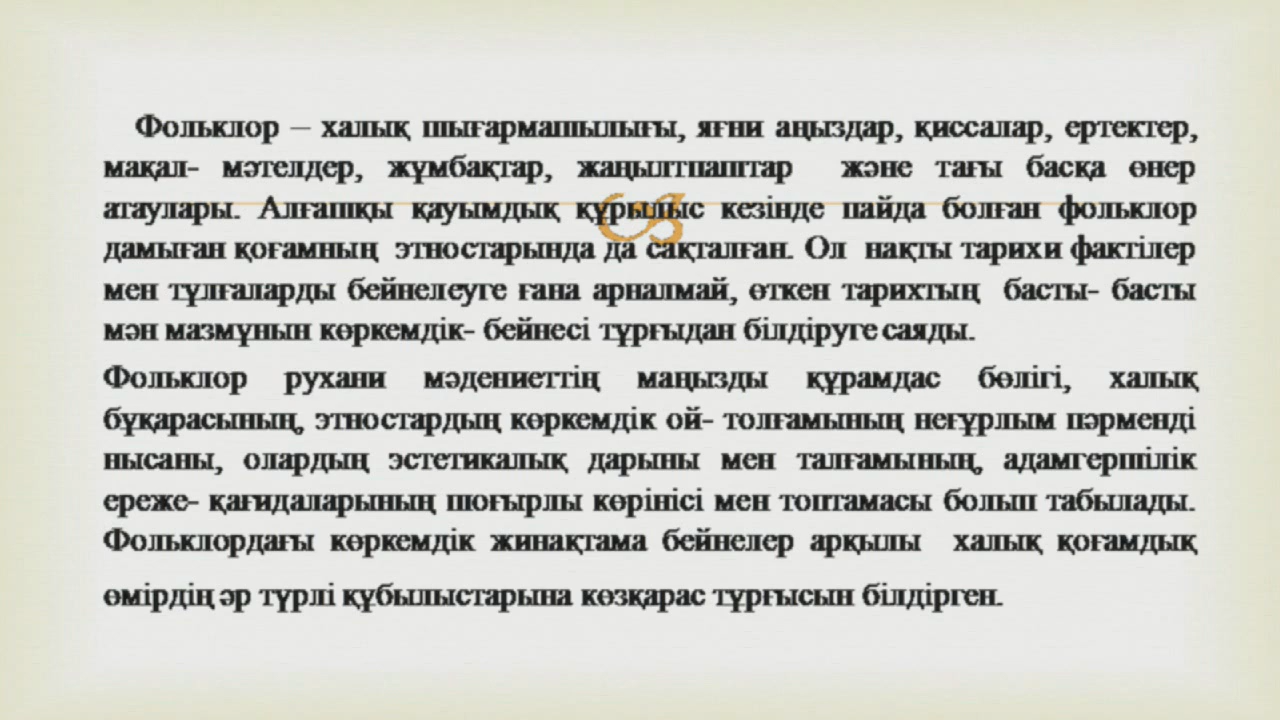 Фольклор – халық шығармашылығы, яғни аңыздар, қиссалар, ертектер,
мақал- мәтелдер, жұмбақтар, жаңылтпаштар және тағы басқа өнер
атаулары. Алғашқы қауымдық құрылыс кезінде пайда болған фольклор
дамыған қоғамның этностарында да сақталған. Ол нақты тарихи фактілер
мен тұлғаларды бейнелеуге ғана арналмай, өткен тарихтың басты- басты
мән мазмұнын көркемдік- бейнесі тұрғыдан білдіруге саяды.
Фольклор рухани мәдениеттің маңызды құрамдас бөлігі, халық
бұқарасының, этностардың көркемдік ой- толғамының неғұрлым пәрменді
нысаны, олардың эстетикалық дарыны мен талғамының, адамгершілік
ереже- қағидаларының шоғырлы көрінісі мен топтамасы болып табылады.
Фольклордағы көркемдік жинақтама бейнелер арқылы халық қоғамдық
өмірдің әр түрлі құбылыстарына көзқарас тұрғысын білдірген.